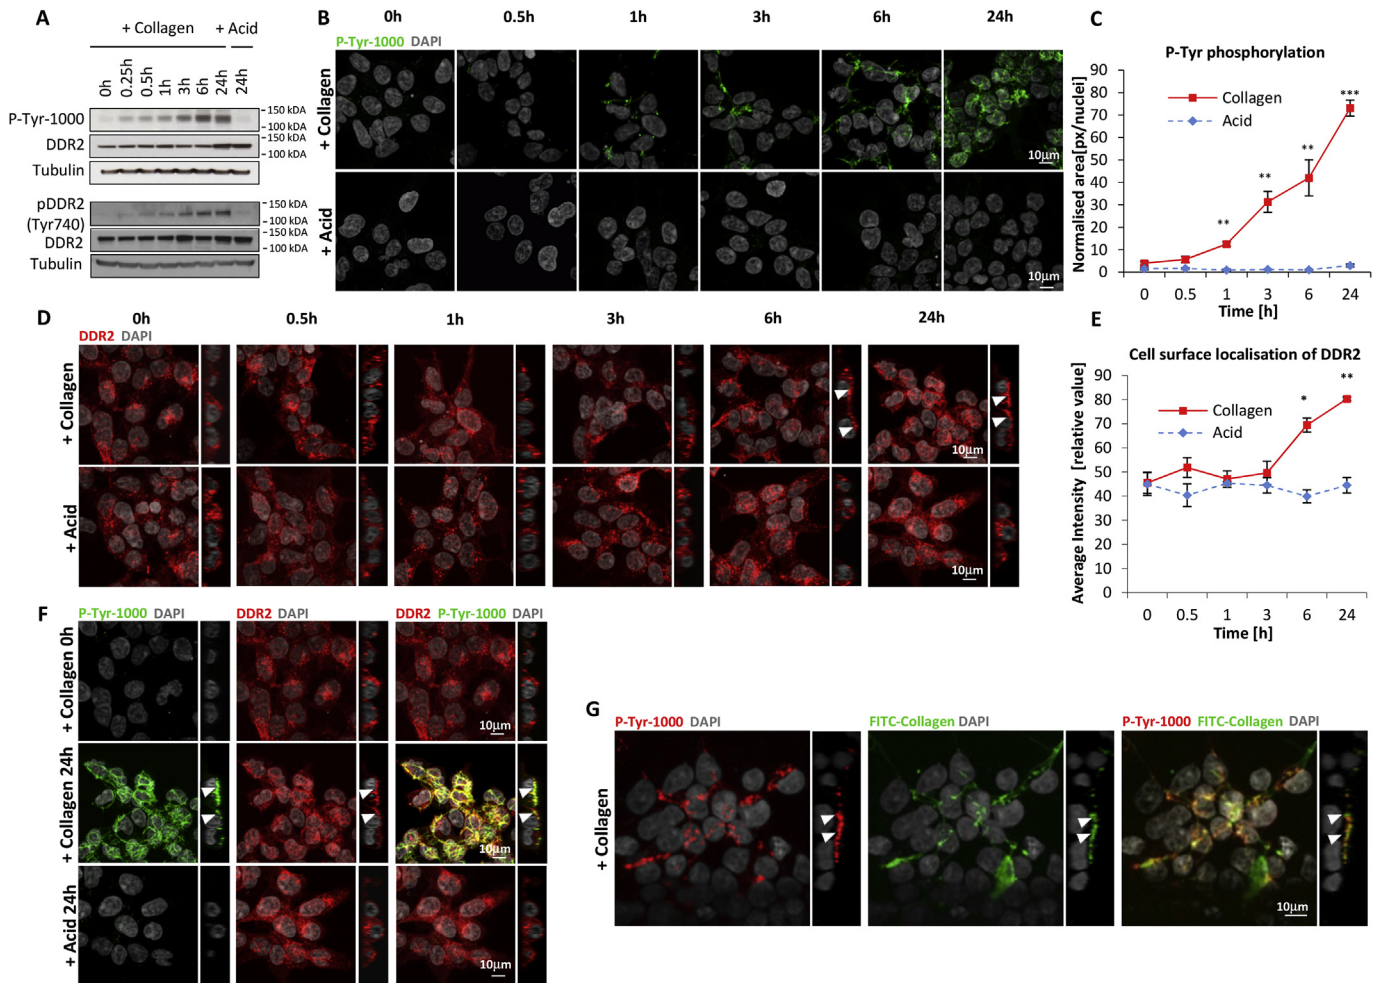 A
+ Collagen + Acid
0h 0.25h 0.5h 1h 3h 6h 24h 24h
P-Tyr-1000
- 150 kDA
- 100 kDA
DDR2
- 150 kDA
- 100 kDA
Tubulin
pDDR2
(Tyr740)
- 150 kDA
- 100 kDA
DDR2
- 150 kDA
- 100 kDA
Tubulin
B
0h 0.5h 1h 3h 6h 24h
P-Tyr-1000 DAPI
+ Collagen
10μm
+ Acid
10μm
C
P-Tyr phosphorylation
Normalised area[px/nuclei]
90
80
70
60
50
40
30
20
10
0
Collagen
Acid
**
**
**
***
0 0.5 1 3 6 24
Time [h]
D
0h 0.5h 1h 3h 6h 24h
DDR2 DAPI
+ Collagen
10μm
+ Acid
10μm
E
Cell surface localisation of DDR2
Average Intensity [relative value]
90
80
70
60
50
40
30
20
10
0
Collagen
Acid
*
**
0 0.5 1 3 6 24
Time [h]
F
P-Tyr-1000 DAPI
DDR2 DAPI
DDR2 P-Tyr-1000 DAPI
+ Collagen 0h
10μm
+ Collagen 24h
10μm
+ Acid 24h
10μm
G
P-Tyr-1000 DAPI
FITC-Collagen DAPI
P-Tyr-1000 FITC-Collagen DAPI
+ Collagen
10μm